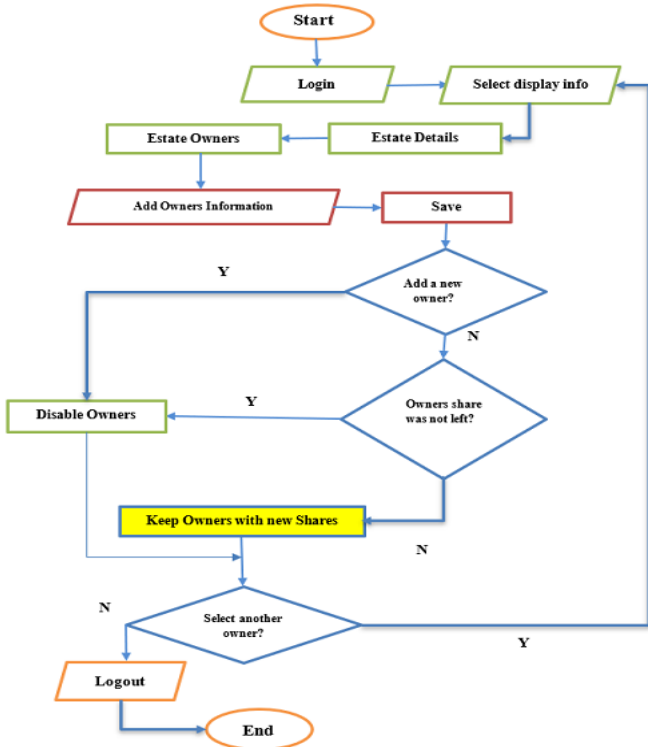 Start
Login
Select display info
Estate Owners
Estate Details
Add Owners Information
Save
Y
Add a new
owner?
N
Disable Owners
Y
Owners share
was not left?
Keep Owners with new Shares
N
N
Select another
owner?
Y
Logout
End